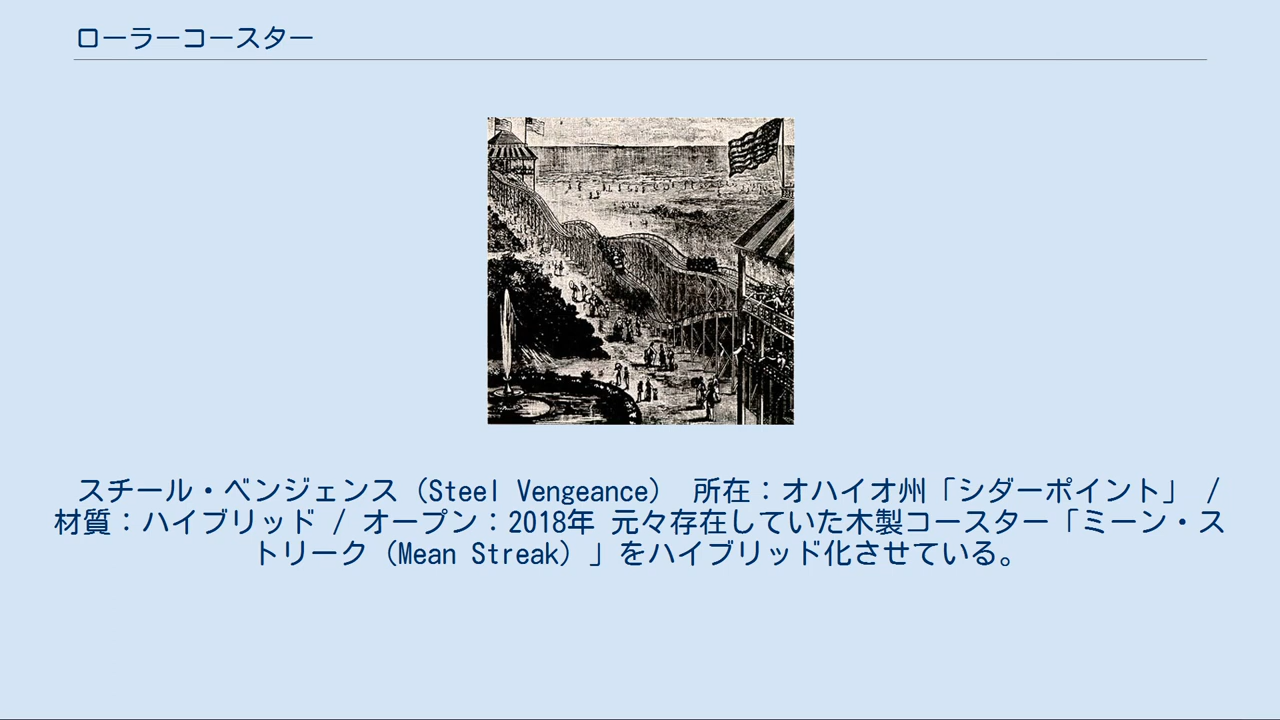 ローラーコースター
スチール・ベンジェンス（Steel Vengeance） 所在：オハイオ州「シダーポイント」 /
材質：ハイブリッド / オープン：2018年 元々存在していた木製コースター「ミーン・ス
トリーク（Mean Streak）」をハイブリッド化させている。